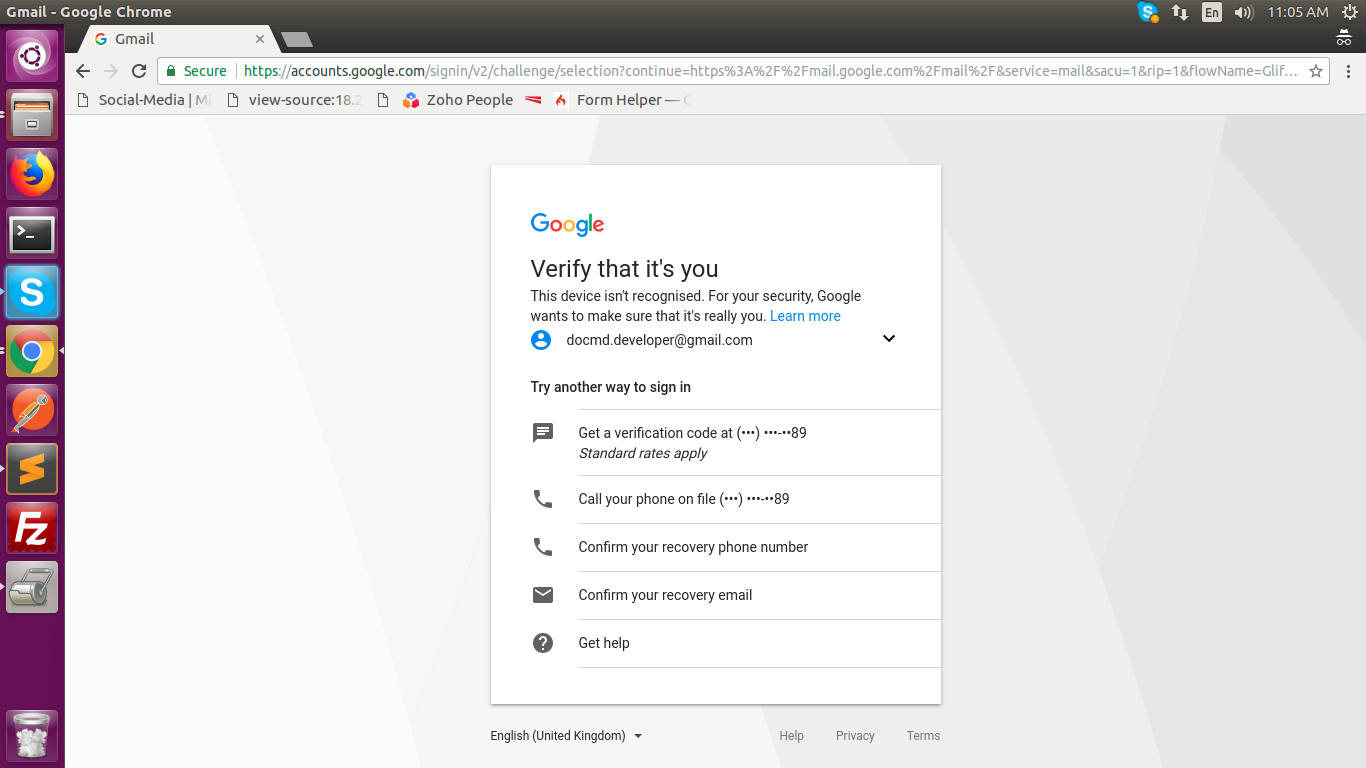 Gmail - Google Chrome
En
11:05 AM
Gmail
Secure
https://accounts.google.com/signin/v2/challenge/selection?continue=https%3A%2F%2Fmail.google.com%2Fmail%2F&service=mail&sacu=1&rip=1&flowName=Glif...
Social-Media | Mi
view-source:18.2
Zoho People
Form Helper —
Google
Verify that it's you
This device isn't recognised. For your security, Google
wants to make sure that it's really you. Learn more
docmd.developer@gmail.com
Try another way to sign in
Get a verification code at (•••) •••-••89
Standard rates apply
Call your phone on file (•••) •••-••89
Confirm your recovery phone number
Confirm your recovery email
Get help
English (United Kingdom)
Help
Privacy
Terms